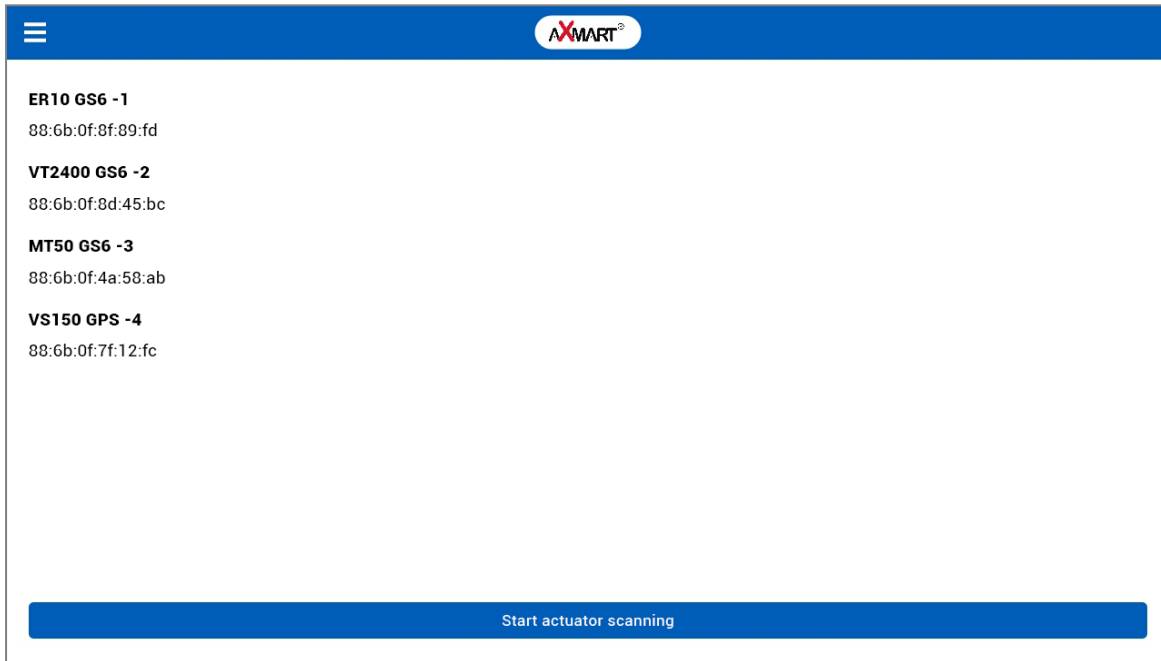 AXMART®
ER10 GS6 -1
88:6b:0f:8f:89:fd
VT2400 GS6 -2
88:6b:0f:8d:45:bc
MT50 GS6 -3
88:6b:0f:4a:58:ab
VS150 GPS -4
88:6b:0f:7f:12:fc
Start actuator scanning